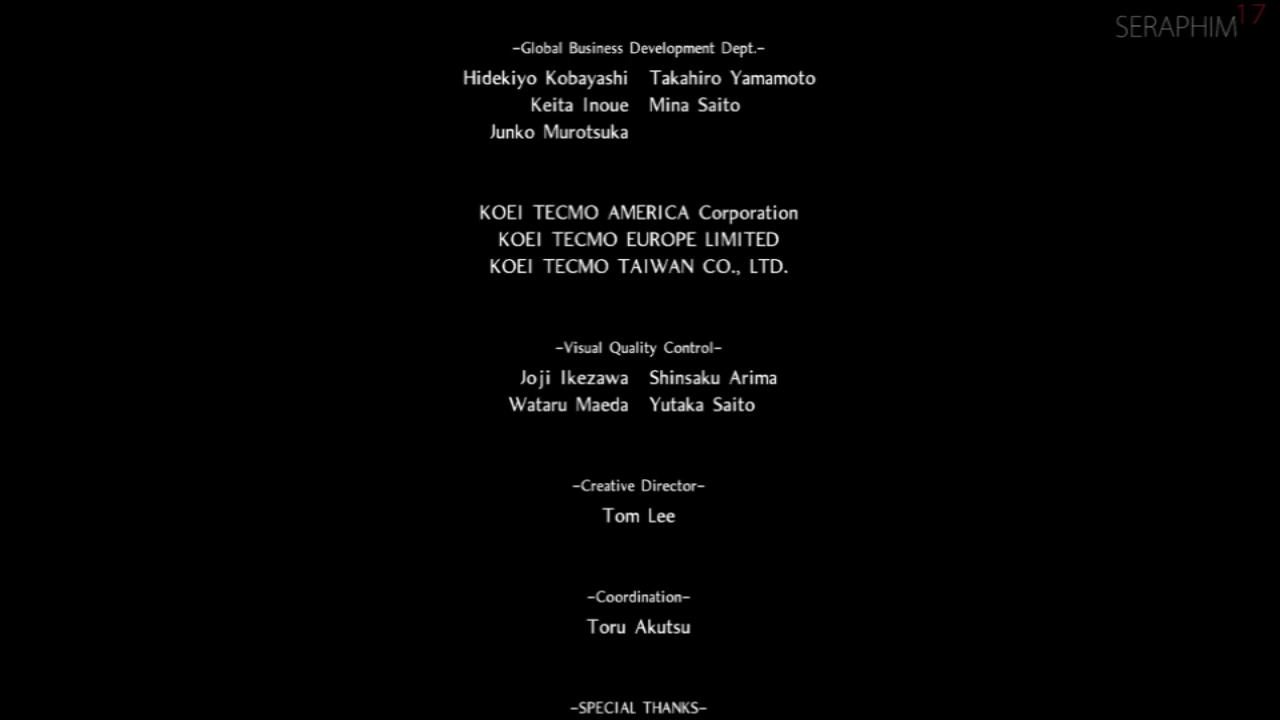 SERAPHIM17
-Global Business Development Dept.-
Hidekiyo Kobayashi Takahiro Yamamoto
Keita Inoue Mina Saito
Junko Murotsuka
KOEI TECMO AMERICA Corporation
KOEI TECMO EUROPE LIMITED
KOEI TECMO TAIWAN CO., LTD.
-Visual Quality Control-
Joji Ikezawa Shinsaku Arima
Wataru Maeda Yutaka Saito
-Creative Director-
Tom Lee
-Coordination-
Toru Akutsu
-SPECIAL THANKS-